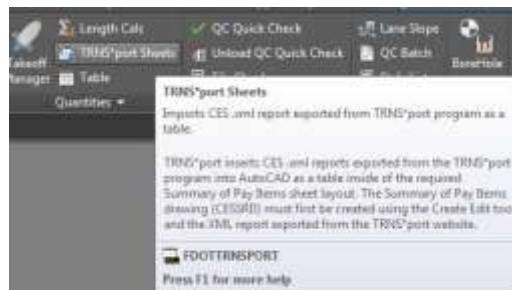 Length Calc
QC Quick Check
Lane Slope
Takeoff
Manager
TRNS*port Sheets
Unload QC Quick Check
QC Batch
Borehole
Table
Quantities
TRNS*port Sheets
Imports CES .xml report exported from TRNS*port program as a
table.
TRNS*port inserts CES .xml reports exported from the TRNS*port
program into AutoCAD as a table inside of the required
Summary of Pay Items sheet layout. The Summary of Pay Items
drawing (CESSRD) must first be created using the Create Edit too
and the XML report exported from the TRNS*port website.
FDOTTRNSPORT
Press F1 for more help